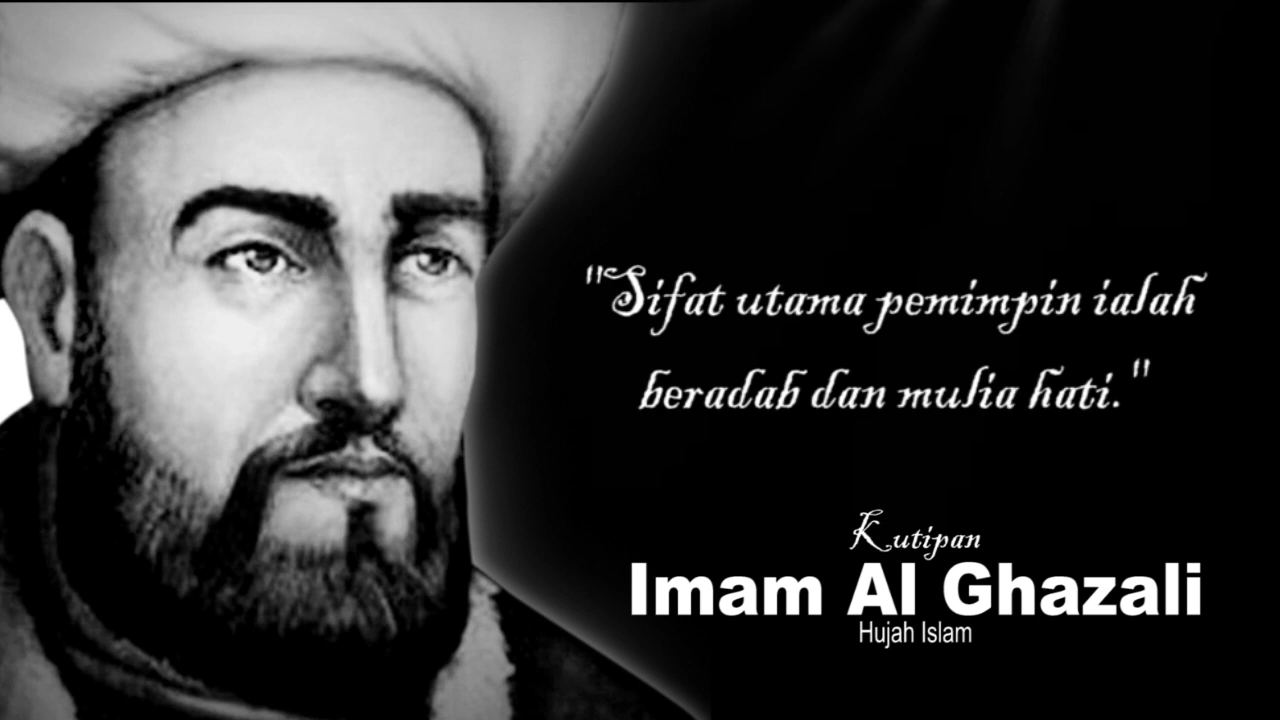 "Sifat utama pemimpin ialah
beradab dan mulia hati."
Kutipan
Imam Al Ghazali
Hujah Islam